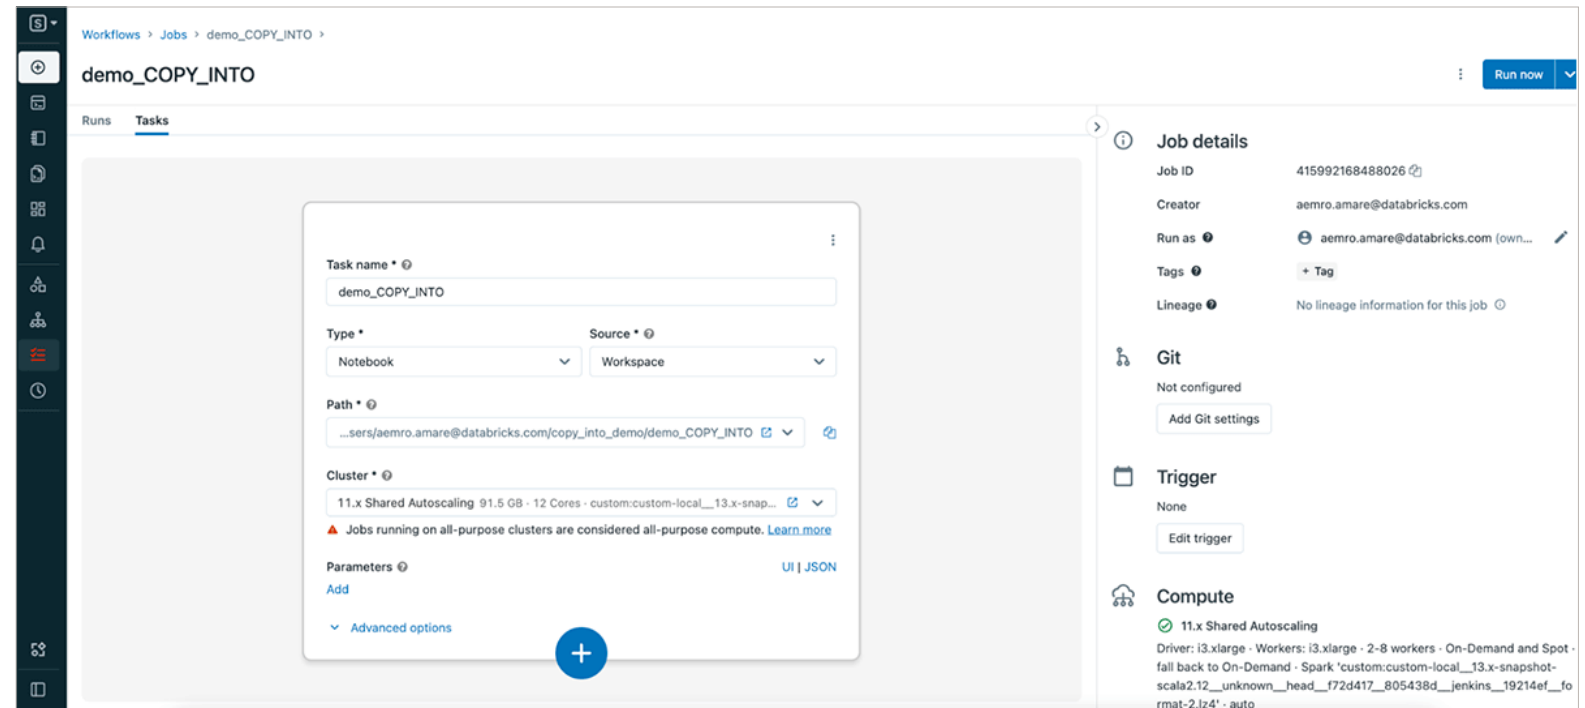 S
Workflows > Jobs > demo_COPY_INTO >
demo_COPY_INTO
Run now
Runs Tasks
Task name *
demo_COPY_INTO
Type * Source *
Notebook Workspace
Path *
...sers/aemro.amare@databricks.com/copy_into_demo/demo_COPY_INTO
Cluster *
11.x Shared Autoscaling 91.5 GB · 12 Cores · custom:custom-local__13.x-snap...
Jobs running on all-purpose clusters are considered all-purpose compute. Learn more
Parameters UI | JSON
Add
Advanced options
Job details
Job ID 415992168488026
Creator aemro.amare@databricks.com
Run as aemro.amare@databricks.com (own...
Tags + Tag
Lineage No lineage information for this job
Git
Not configured
Add Git settings
Trigger
None
Edit trigger
Compute
11.x Shared Autoscaling
Driver: i3.xlarge · Workers: i3.xlarge · 2-8 workers · On-Demand and Spot ·
fall back to On-Demand · Spark 'custom:custom-local__13.x-snapshot-
scala2.12__unknown__head__f72d417__805438d__jenkins__19214ef__fo
rmat-2.lz4' · auto